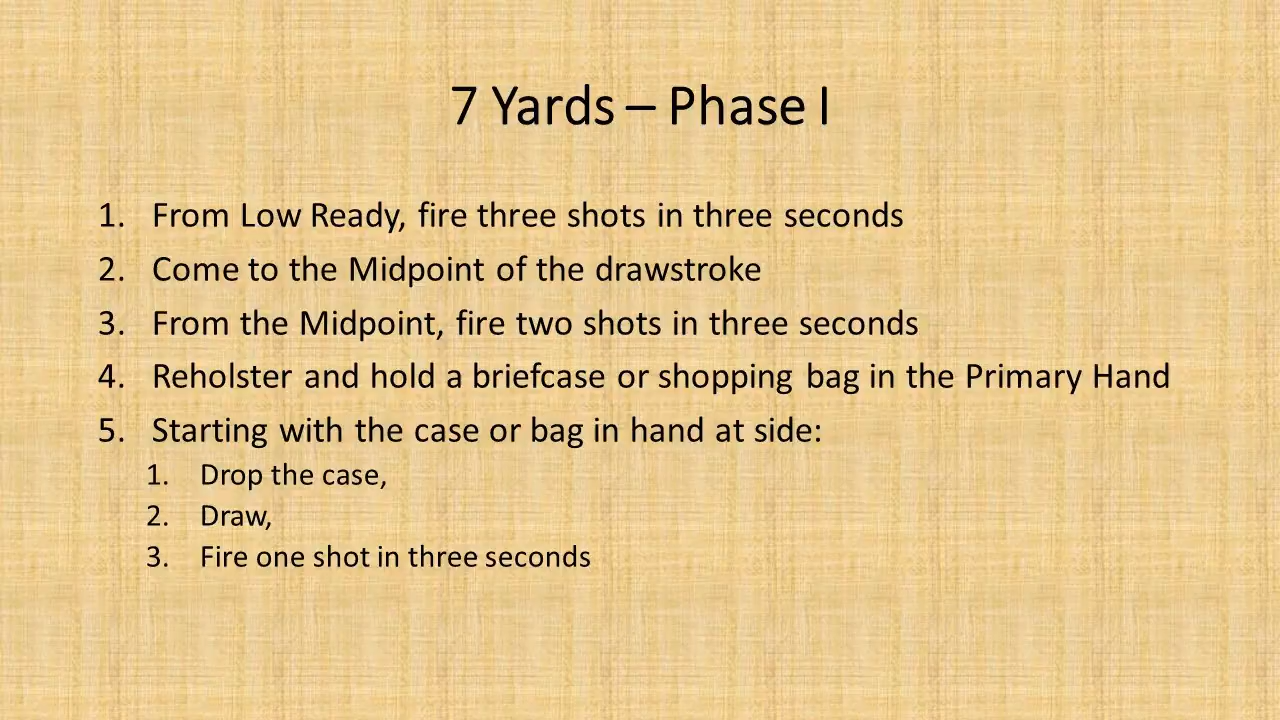 7 Yards – Phase I
1. From Low Ready, fire three shots in three seconds
2. Come to the Midpoint of the drawstroke
3. From the Midpoint, fire two shots in three seconds
4. Reholster and hold a briefcase or shopping bag in the Primary Hand
5. Starting with the case or bag in hand at side:
1. Drop the case,
2. Draw,
3. Fire one shot in three seconds